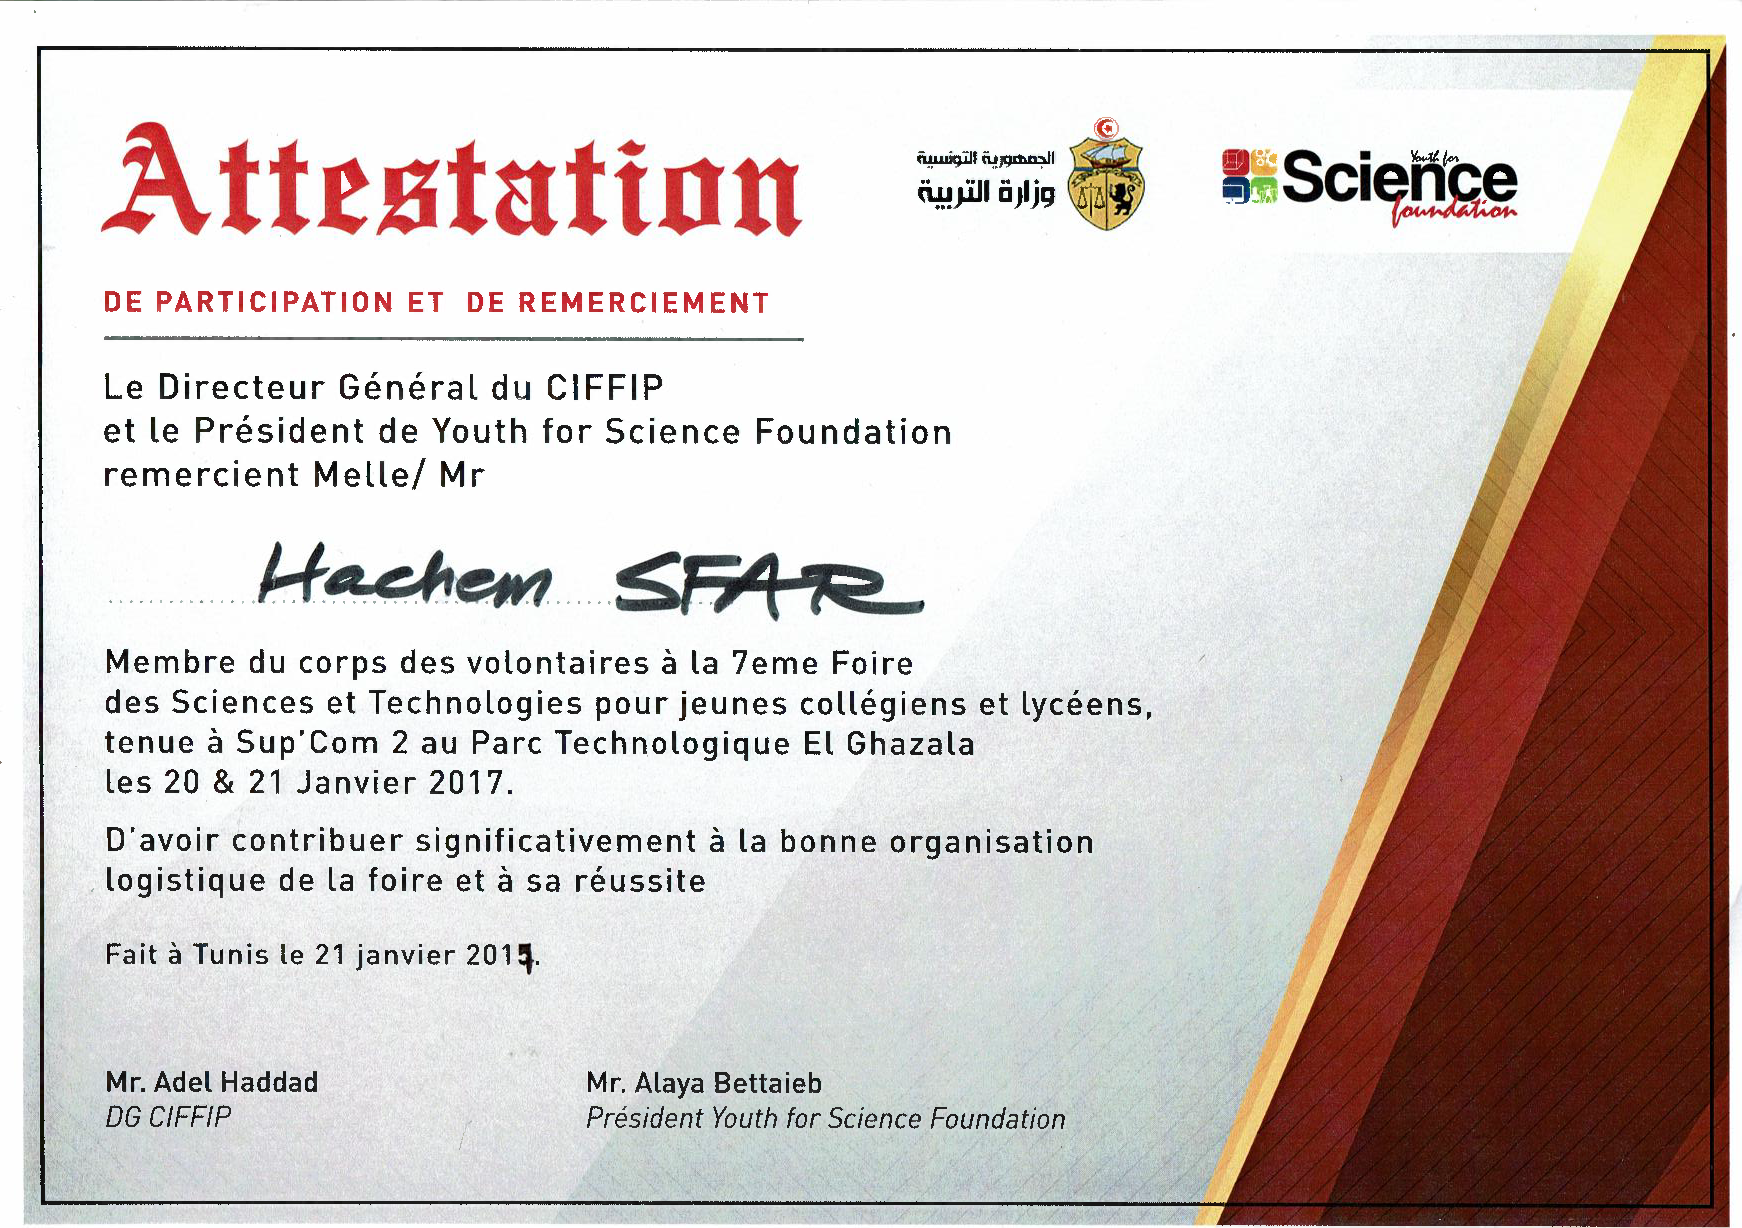 Attestation
الجمهورية التونسية
وزارة التربية
Youth for
Science
foundation
DE PARTICIPATION ET DE REMERCIEMENT
Le Directeur Général du CIFFIP
et le Président de Youth for Science Foundation
remercient Melle/ Mr
Hachem SFAR
Membre du corps des volontaires à la 7eme Foire
des Sciences et Technologies pour jeunes collégiens et lycéens,
tenue à Sup'Com 2 au Parc Technologique El Ghazala
les 20 & 21 Janvier 2017.
D'avoir contribuer significativement à la bonne organisation
logistique de la foire et à sa réussite
Fait à Tunis le 21 janvier 2017.
Mr. Adel Haddad
DG CIFFIP
Mr. Alaya Bettaieb
Président Youth for Science Foundation